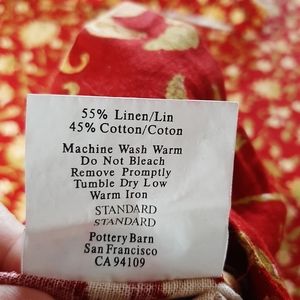 55% Linen/Lin
45% Cotton/Coton
Machine Wash Warm
Do Not Bleach
Remove Promptly
Tumble Dry Low
Warm Iron
STANDARD
STANDARD
Pottery Barn
San Francisco
CA 94109